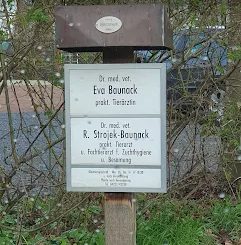 Dr. med. vet.
Eva Baunack
prakt. Tierärztin
Dr. med. vet.
R. Strojek-Baunack
prakt. Tierarzt
u. Fachtierarzt f. Zuchthygiene
u. Besamung